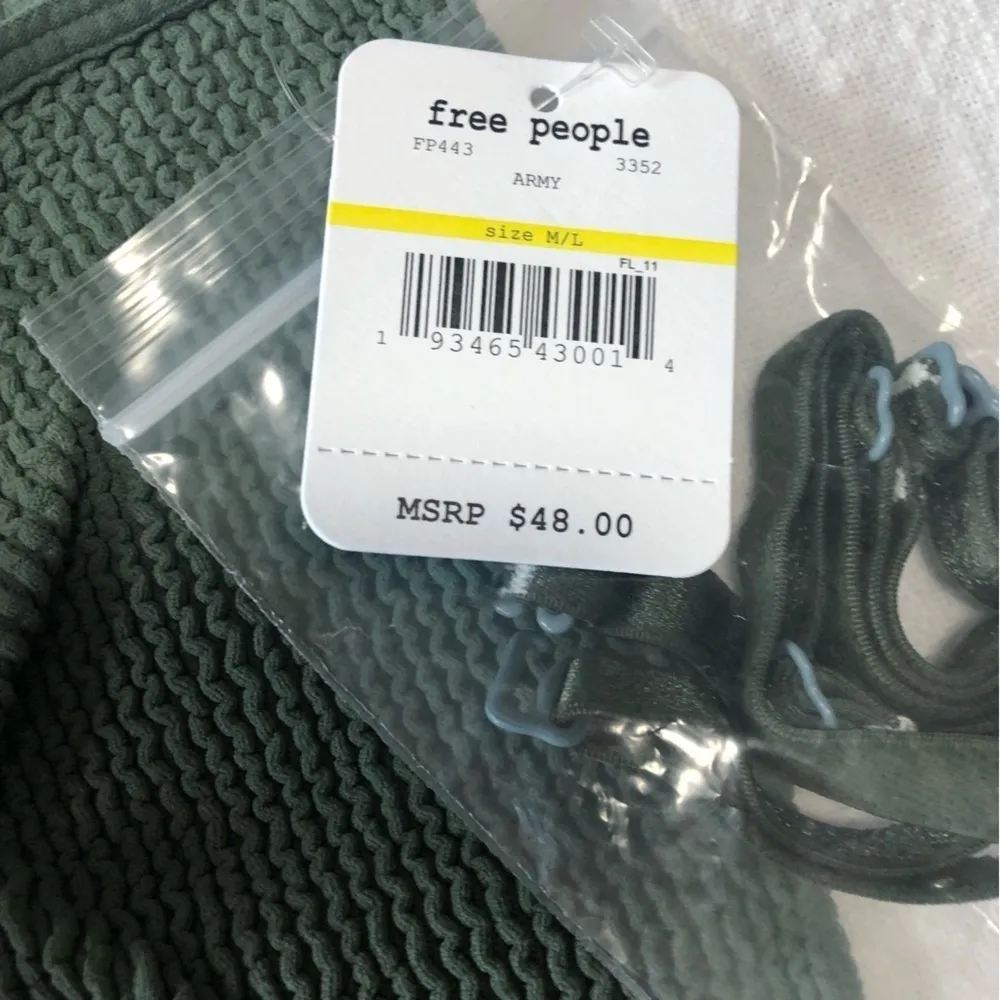 free people
FP443 3352
ARMY
size M/L
FL_11
1 93465 43001 4
MSRP $48.00